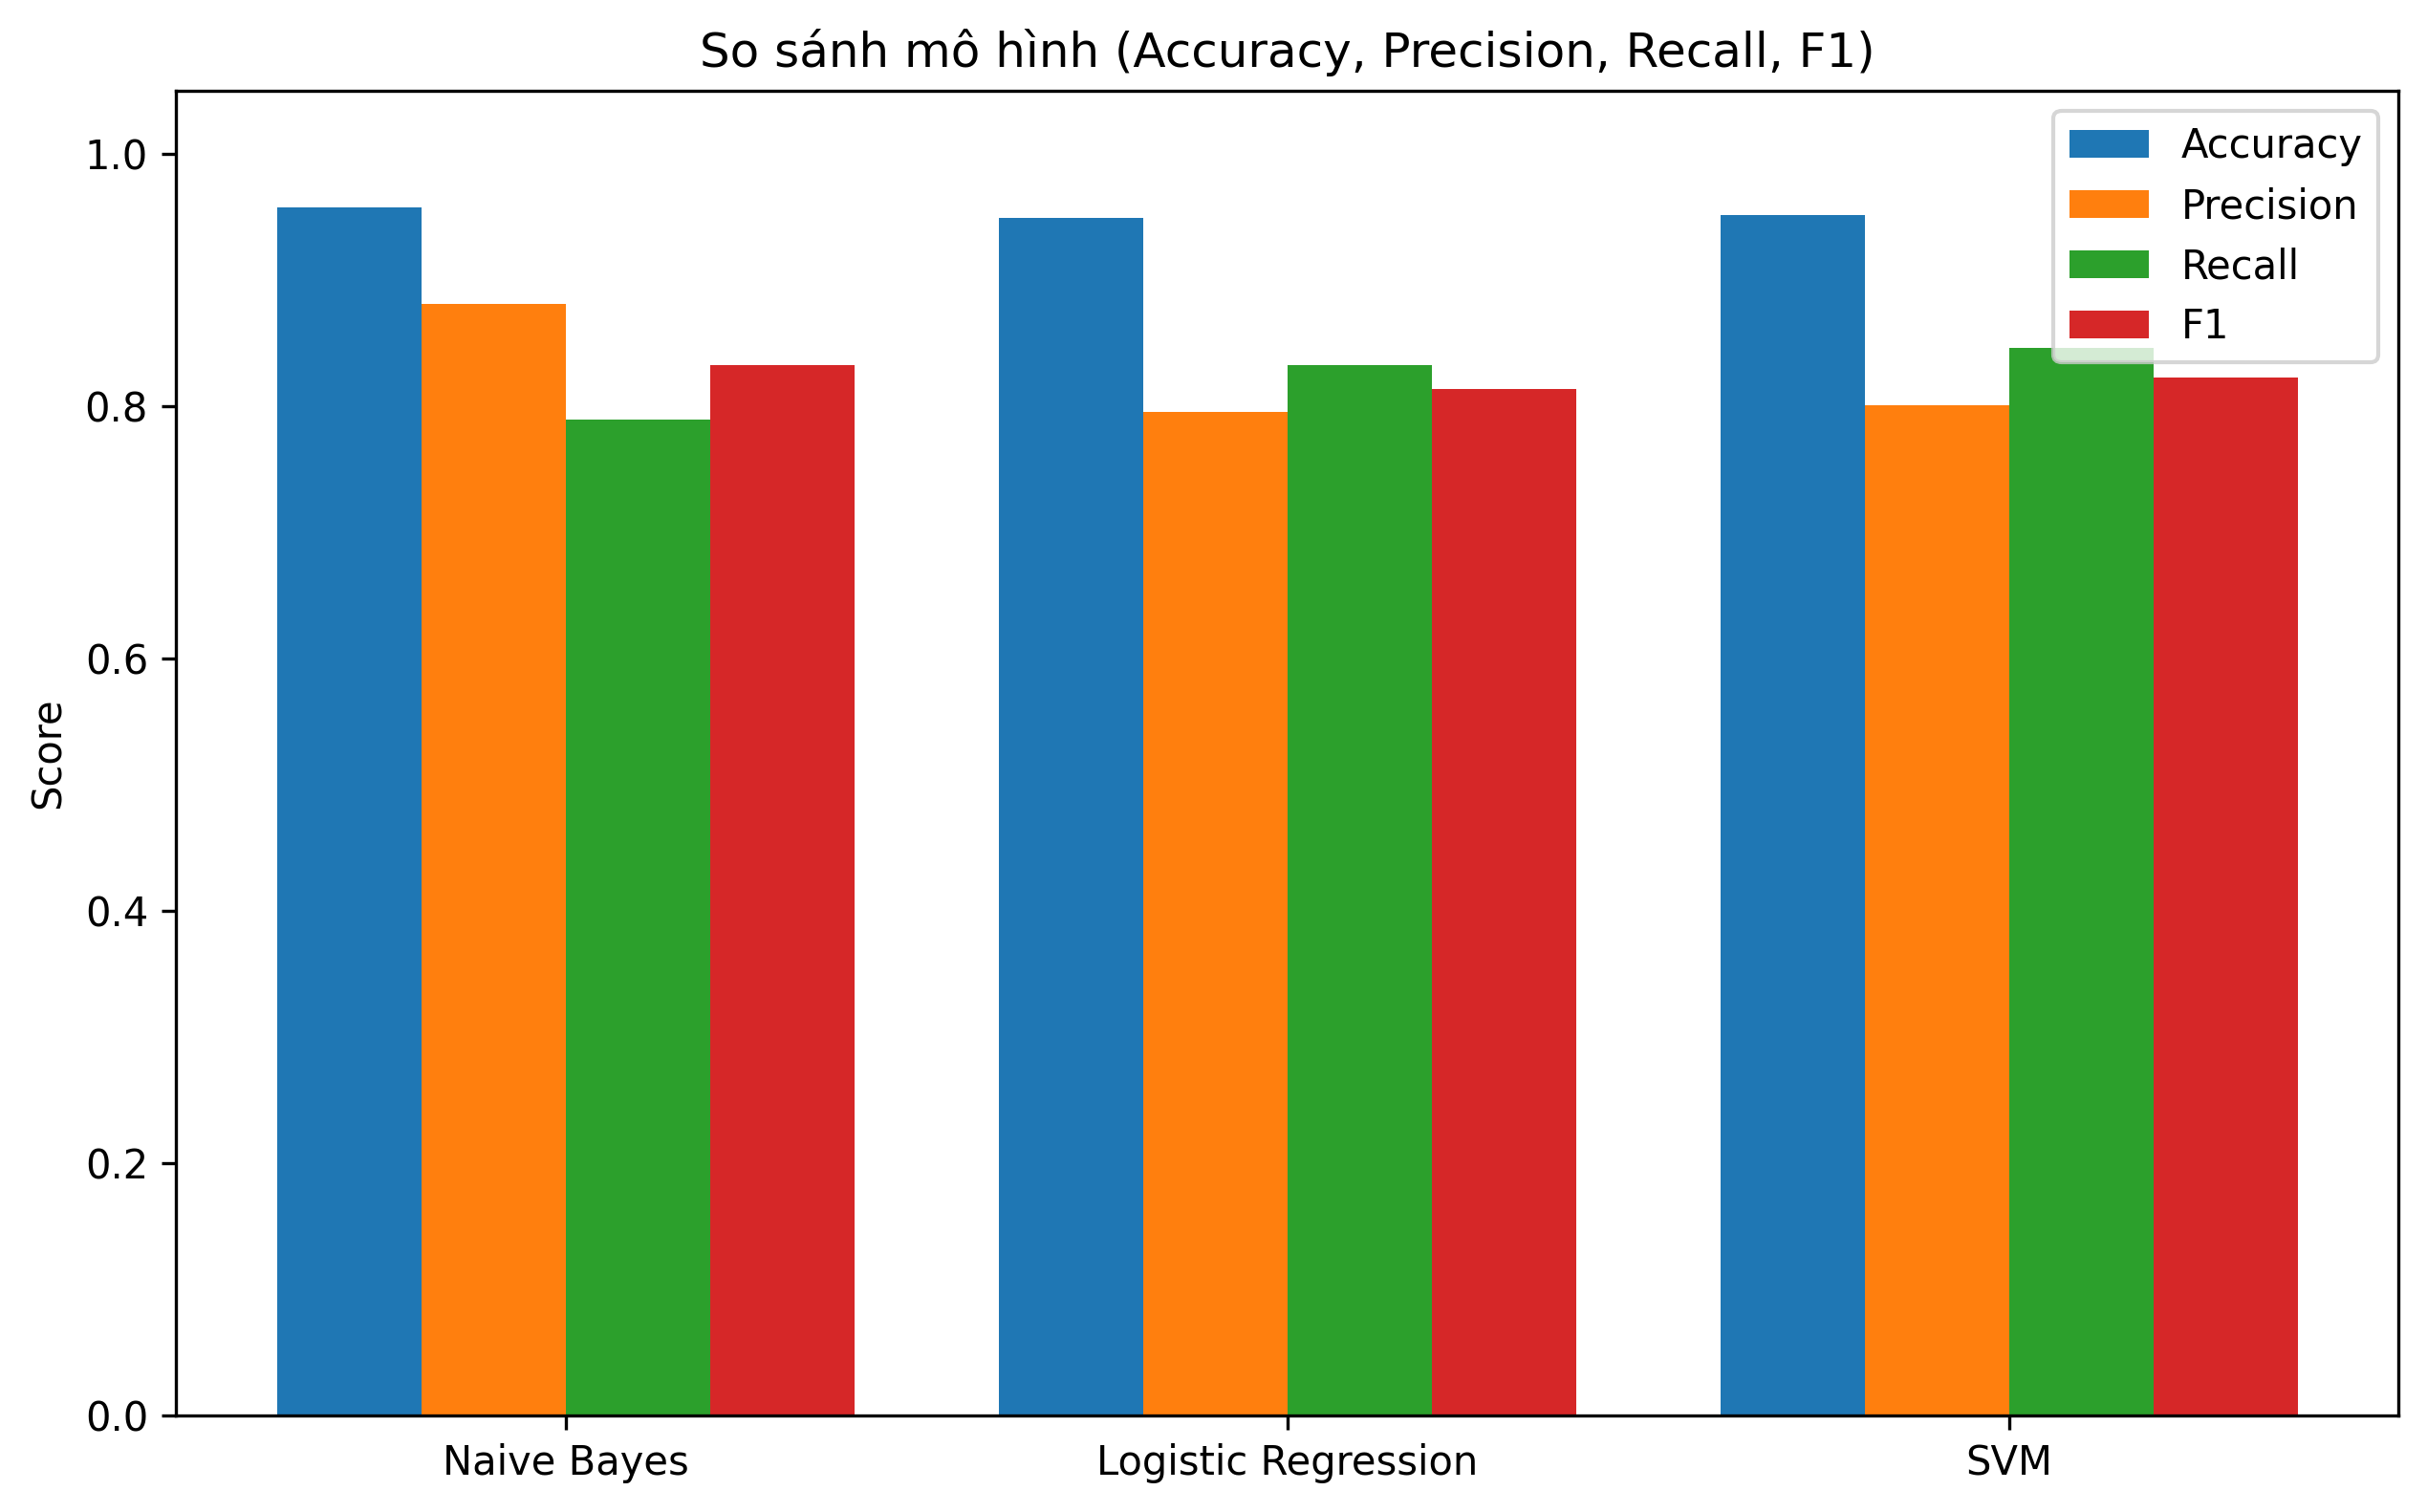 So sánh mô hình (Accuracy, Precision, Recall, F1)
1.0
0.8
0.6
0.4
0.2
0.0
Score
Accuracy
Precision
Recall
F1
Naive Bayes
Logistic Regression
SVM